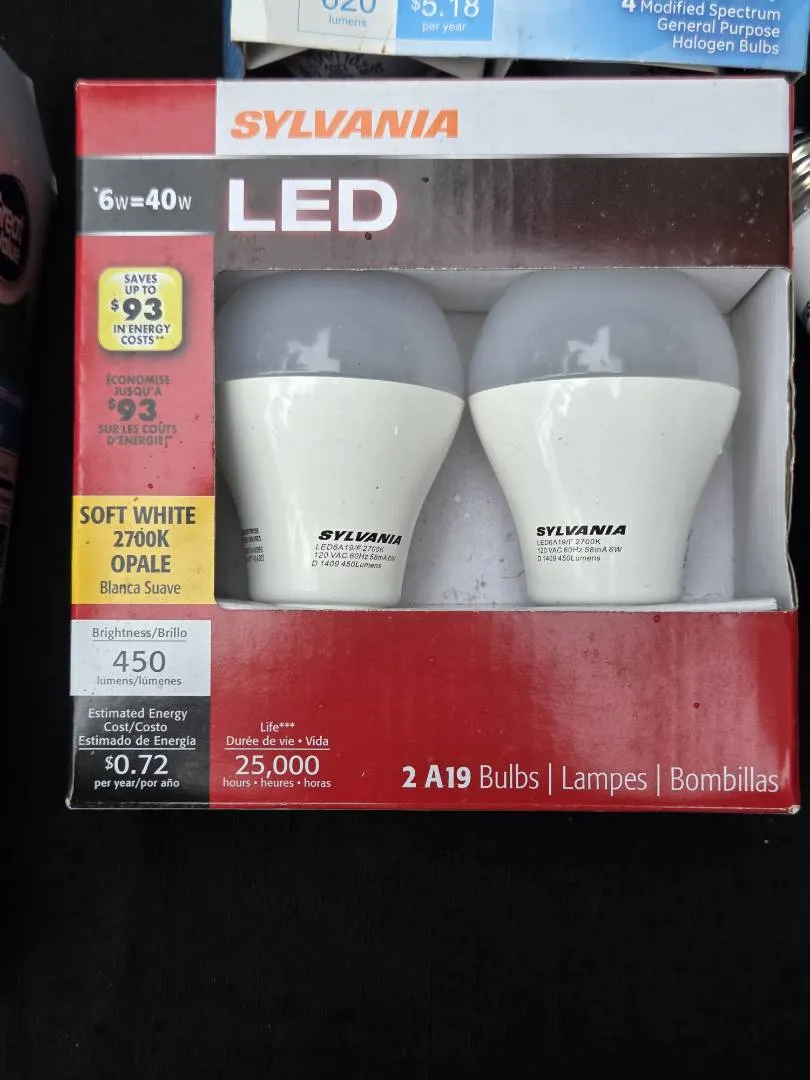 620
lumens
$5.18
per year
4 Modified Spectrum
General Purpose
Halogen Bulbs
SYLVANIA
6W=40W
LED
SAVES
UP TO
$93
IN ENERGY
COSTS**
ÉCONOMISE
JUSQU'À
$93
SUR LES COÛTS
D'ÉNERGIE**
SOFT WHITE
2700K
OPALE
Blanca Suave
Brightness/Brillo
450
lumens/lúmenes
Estimated Energy
Cost/Costo
Estimado de Energía
$0.72
per year/por año
Life***
Durée de vie • Vida
25,000
hours • heures • horas
SYLVANIA
LED6A19/F 2700K
120 VAC 60Hz 58mA 6W
D 1409 450Lumens
SYLVANIA
LED6A19/F 2700K
120 VAC 60Hz 58mA 6W
D 1409 450Lumens
2 A19 Bulbs | Lampes | Bombillas